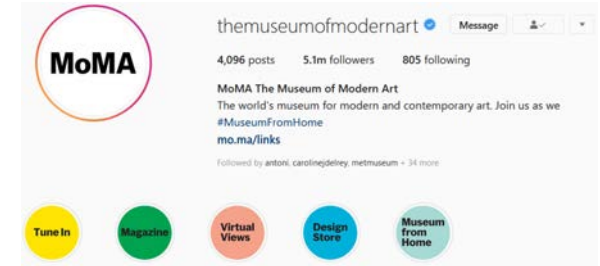 MoMA
themuseumofmodernart Message
4,096 posts 5.1m followers 805 following
MoMA The Museum of Modern Art
The world's museum for modern and contemporary art. Join us as we
#MuseumFromHome
mo.ma/links
Followed by antoni, carolinejdelrey, metmuseum + 34 more
Tune In
Magazine
Virtual
Views
Design
Store
Museum
from
Home